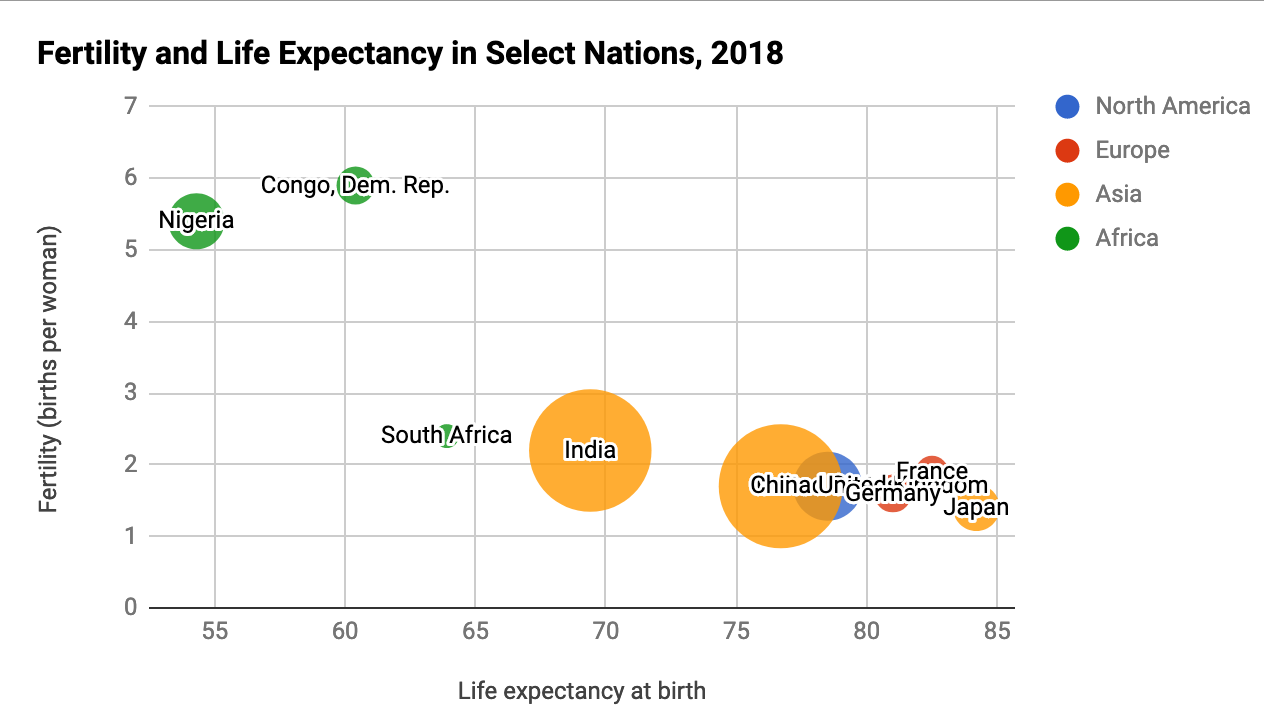 Fertility and Life Expectancy in Select Nations, 2018
North America
Europe
Asia
Africa
Fertility (births per woman)
7
6
5
4
3
2
1
0
Congo, Dem. Rep.
Nigeria
South Africa
India
France
China
United Kingdom
Germany
Japan
55
60
65
70
75
80
85
Life expectancy at birth